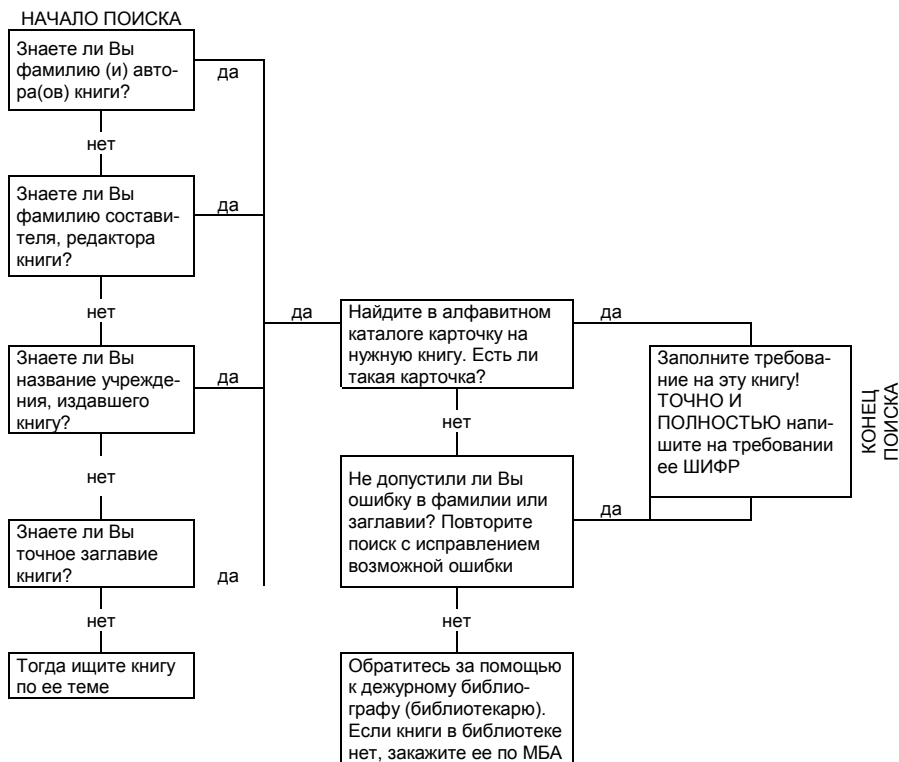 НАЧАЛО ПОИСКА
Знаете ли Вы
фамилию (и) авто-
ра(ов) книги?
да
нет
Знаете ли Вы
фамилию состави-
теля, редактора
книги?
да
нет
Знаете ли Вы
название учрежде-
ния, издавшего
книгу?
да
нет
Знаете ли Вы
точное заглавие
книги?
да
нет
Тогда ищите книгу
по ее теме
да
Найдите в алфавитном
каталоге карточку на
нужную книгу. Есть ли
такая карточка?
да
нет
Не допустили ли Вы
ошибку в фамилии или
заглавии? Повторите
поиск с исправлением
возможной ошибки
да
нет
Обратитесь за помощью
к дежурному библио-
графу (библиотекарю).
Если книги в библиотеке
нет, закажите ее по МБА
Заполните требова-
ние на эту книгу!
ТОЧНО И
ПОЛНОСТЬЮ напи-
шите на требовании
ее ШИФР
КОНЕЦ
ПОИСКА